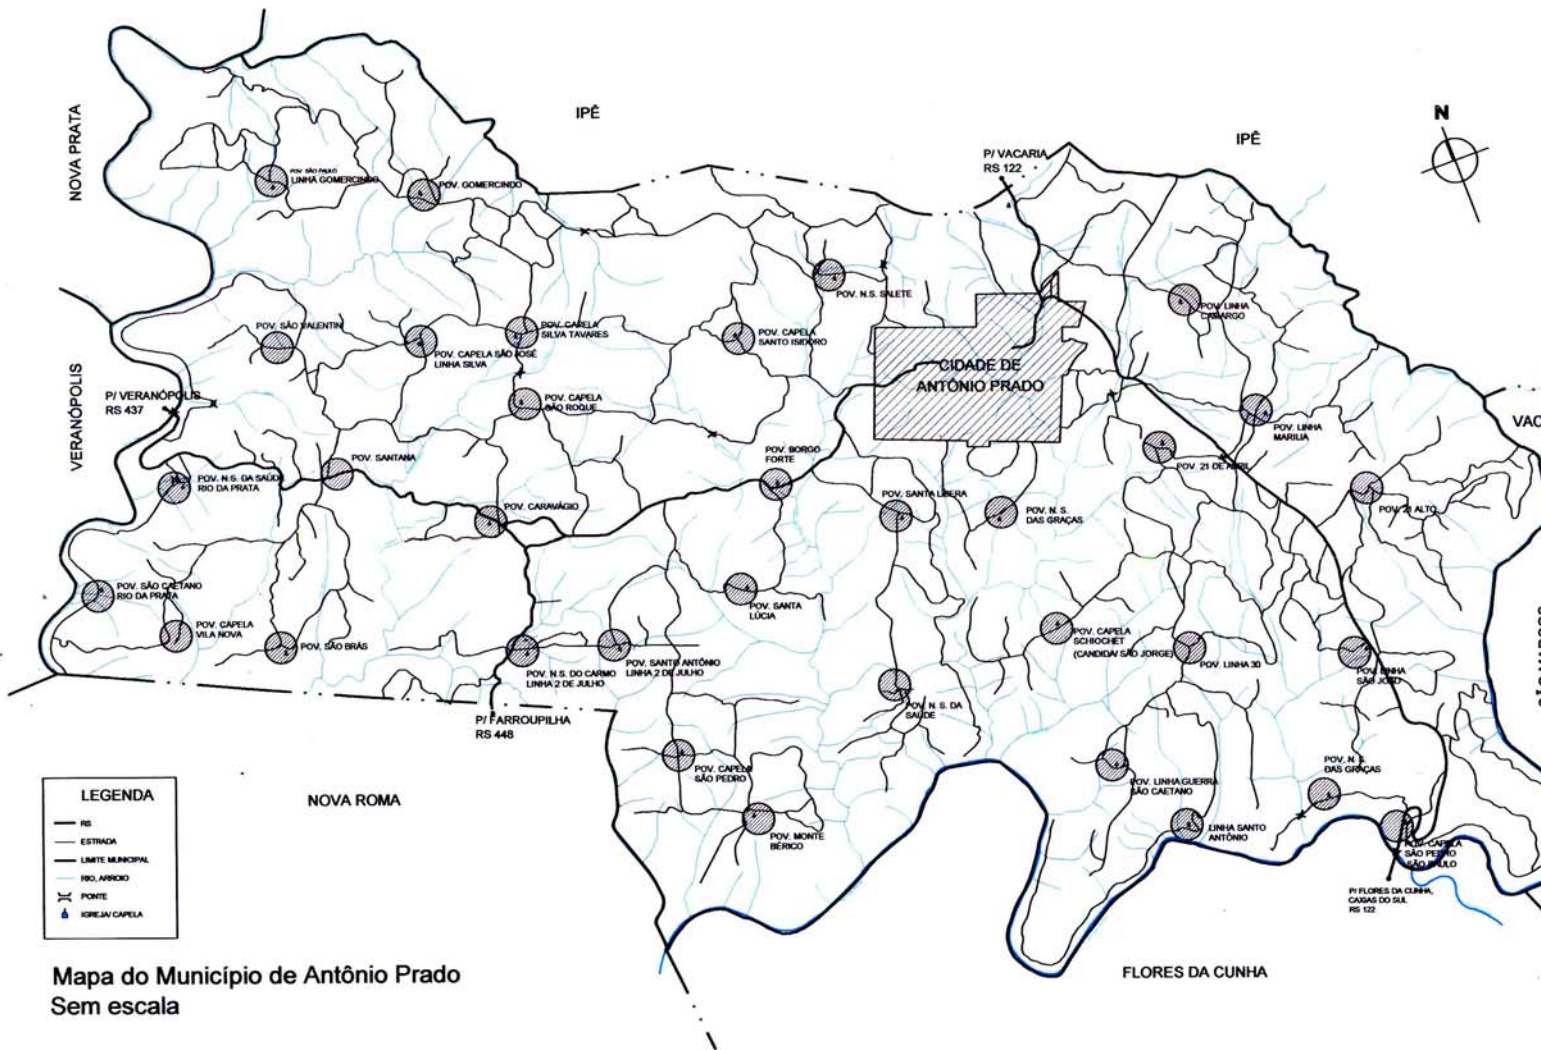 NOVA PRATA
IPÊ
N
IPÊ
P/ VACARIA
RS 122
POV. SÃO PAULO
LINHA GOMERCINDO
POV. GOMERCINDO
POV. N.S. SALETE
POV. LINHA
CAMARGO
POV. SÃO VALENTIN
POV. CAPELA SÃO JOSÉ
LINHA SILVA
POV. CAPELA
SILVA TAVARES
POV. CAPELA
SANTO ISIDORO
CIDADE DE
ANTÔNIO PRADO
VERANÓPOLIS
P/ VERANÓPOLIS
RS 437
POV. CAPELA
SÃO ROQUE
POV. LINHA
MARILIA
VAC
POV. N.S. DA SAÚDE
RIO DA PRATA
POV. SANTANA
POV. BORGO
FORTE
POV. 21 DE ABRIL
POV. CARAVÁGIO
POV. SANTA LIBERA
POV. N. S.
DAS GRAÇAS
POV. 21 ALTO
POV. SÃO CAETANO
RIO DA PRATA
POV. SANTA
LÚCIA
POV. CAPELA
VILA NOVA
POV. SÃO BRÁS
POV. N.S. DO CARMO
LINHA 2 DE JULHO
POV. SANTO ANTÔNIO
LINHA 2 DE JULHO
POV. CAPELA
SCHIOCHET
(CANDIDA/ SÃO JORGE)
POV. LINHA 30
POV. LINHA
SÃO JOÃO
POV. N. S. DA
SAÚDE
P/ FARROUPILHA
RS 448
POV. CAPELA
SÃO PEDRO
POV. LINHA GUERRA
SÃO CAETANO
POV. N. S.
DAS GRAÇAS
NOVA ROMA
POV. MONTE
BÉRICO
LINHA SANTO
ANTÔNIO
POV. CAPELA
SÃO PEDRO
SÃO PAULO
P/ FLORES DA CUNHA,
CAXIAS DO SUL
RS 122
FLORES DA CUNHA
LEGENDA
RS
ESTRADA
LIMITE MUNICIPAL
RIO, ARROIO
PONTE
IGREJA/ CAPELA
Mapa do Município de Antônio Prado
Sem escala